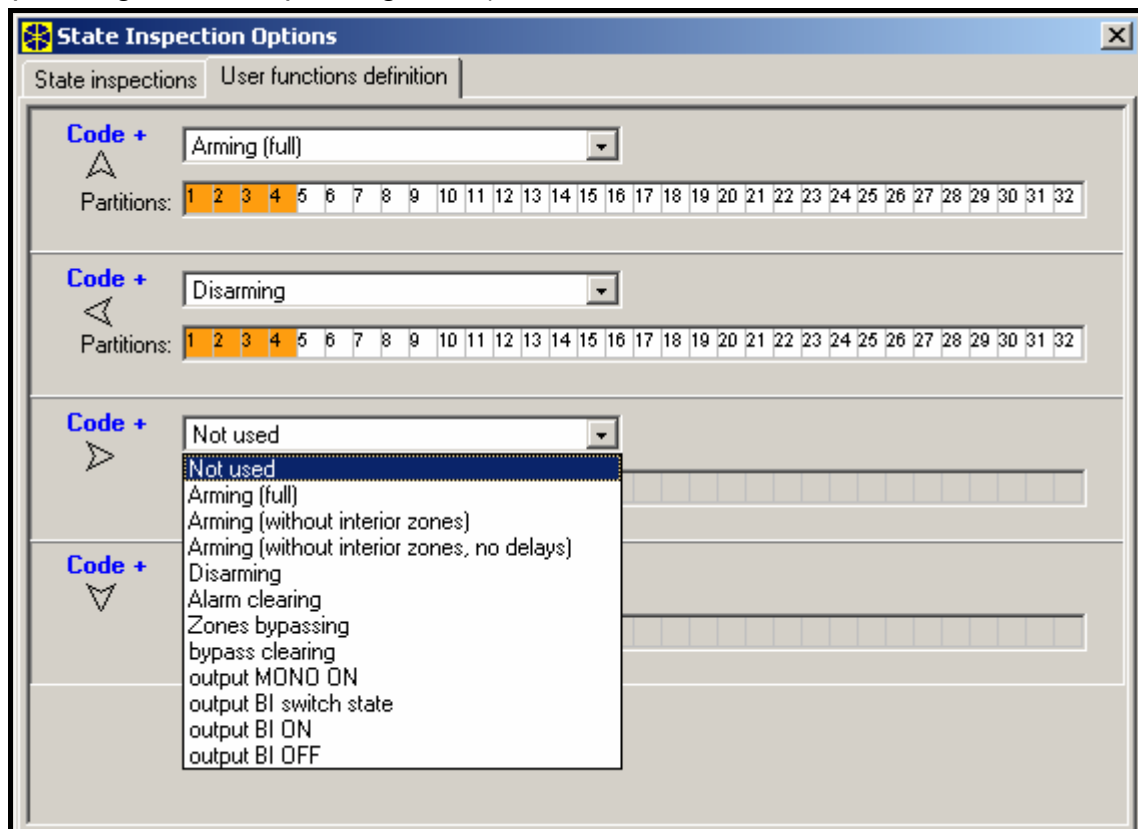 State Inspection Options
State inspections User functions definition
Code +
Arming (full)
Partitions: 1 2 3 4 5 6 7 8 9 10 11 12 13 14 15 16 17 18 19 20 21 22 23 24 25 26 27 28 29 30 31 32
Code +
Disarming
Partitions: 1 2 3 4 5 6 7 8 9 10 11 12 13 14 15 16 17 18 19 20 21 22 23 24 25 26 27 28 29 30 31 32
Code +
Not used
Not used
Arming (full)
Arming (without interior zones)
Arming (without interior zones, no delays)
Code +
Disarming
Alarm clearing
Zones bypassing
bypass clearing
output MONO ON
output BI switch state
output BI ON
output BI OFF